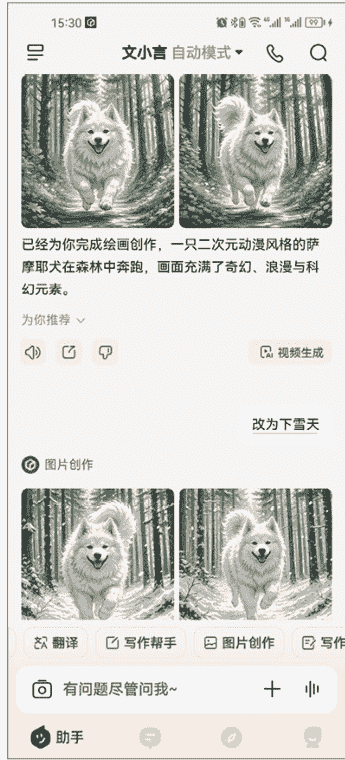 15:30
99
文小言 自动模式
已经为你完成绘画创作，一只二次元动漫风格的萨
摩耶犬在森林中奔跑，画面充满了奇幻、浪漫与科
幻元素。
为你推荐
视频生成
改为下雪天
图片创作
翻译 写作帮手 图片创作 写作
有问题尽管问我~
助手